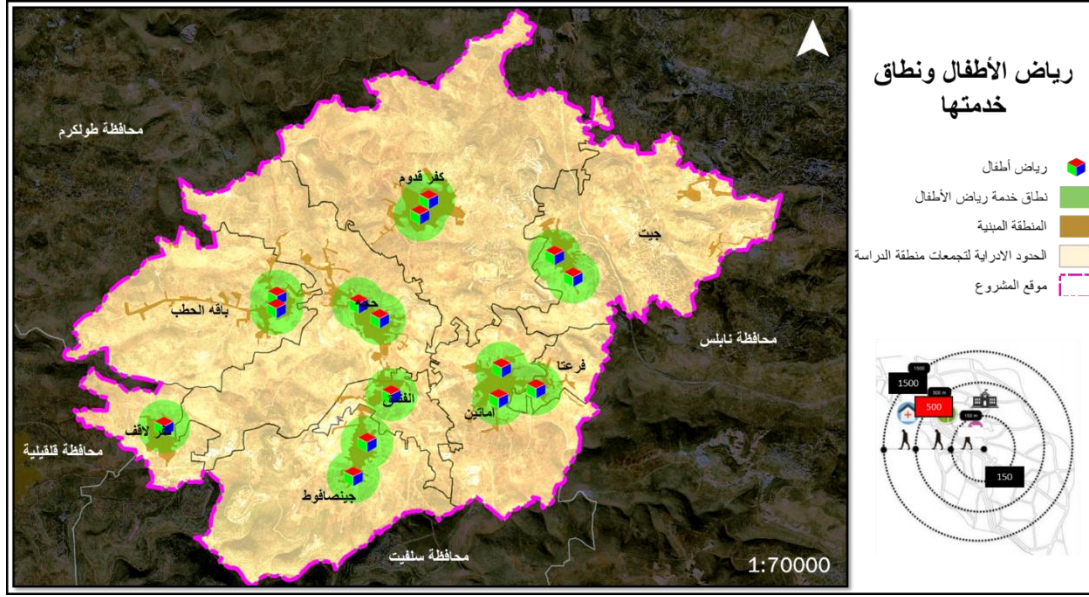 رياض الأطفال ونطاق
خدمتها
رياض أطفال
نطاق خدمة رياض الأطفال
المنطقة المبنية
الحدود الادراية لتجمعات منطقة الدراسة
موقع المشروع
محافظة طولكرم
كفر قدوم
جيت
باقه الحطب
محافظة نابلس
فرعتا
اماتين
الفندق
لاقف
محافظة قلقيلية
جينصافوط
محافظة سلفيت
1:70000
1500
1500
500
150